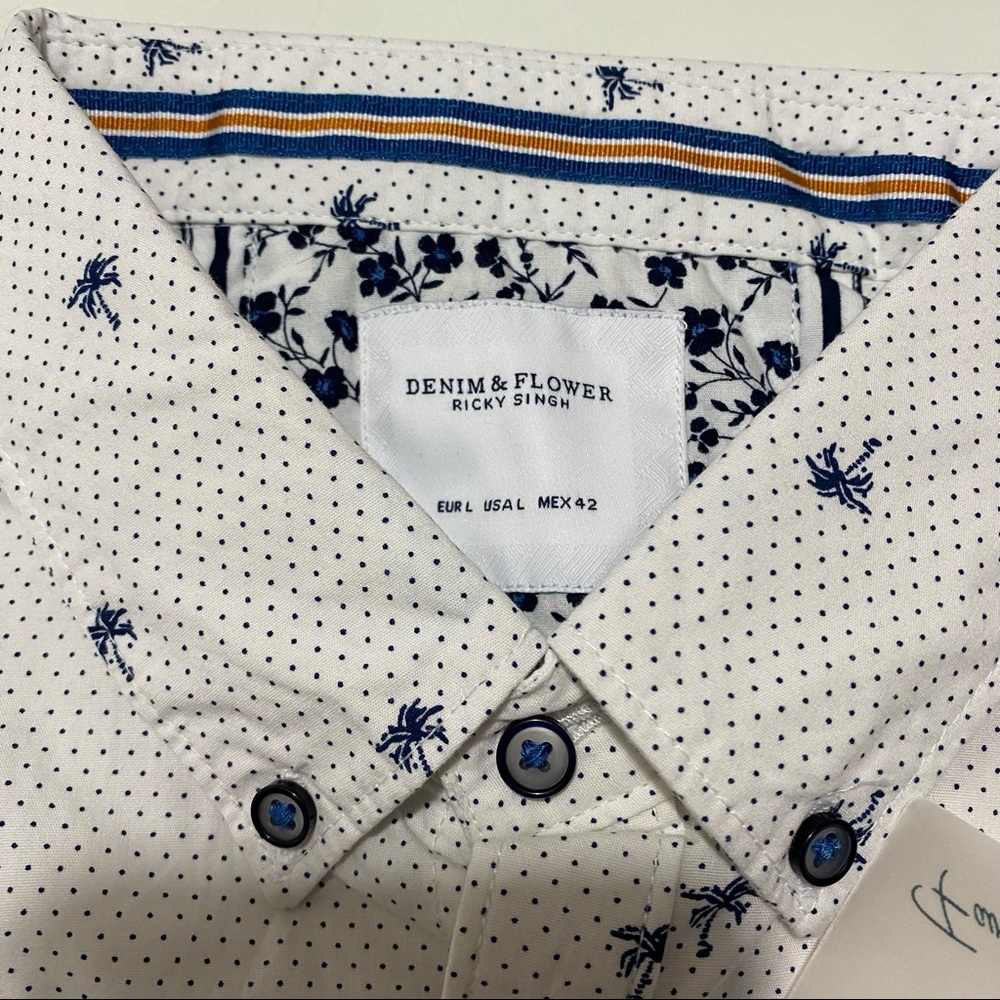 DENIM & FLOWER
RICKY SINGH
EUR L USA L MEX 42